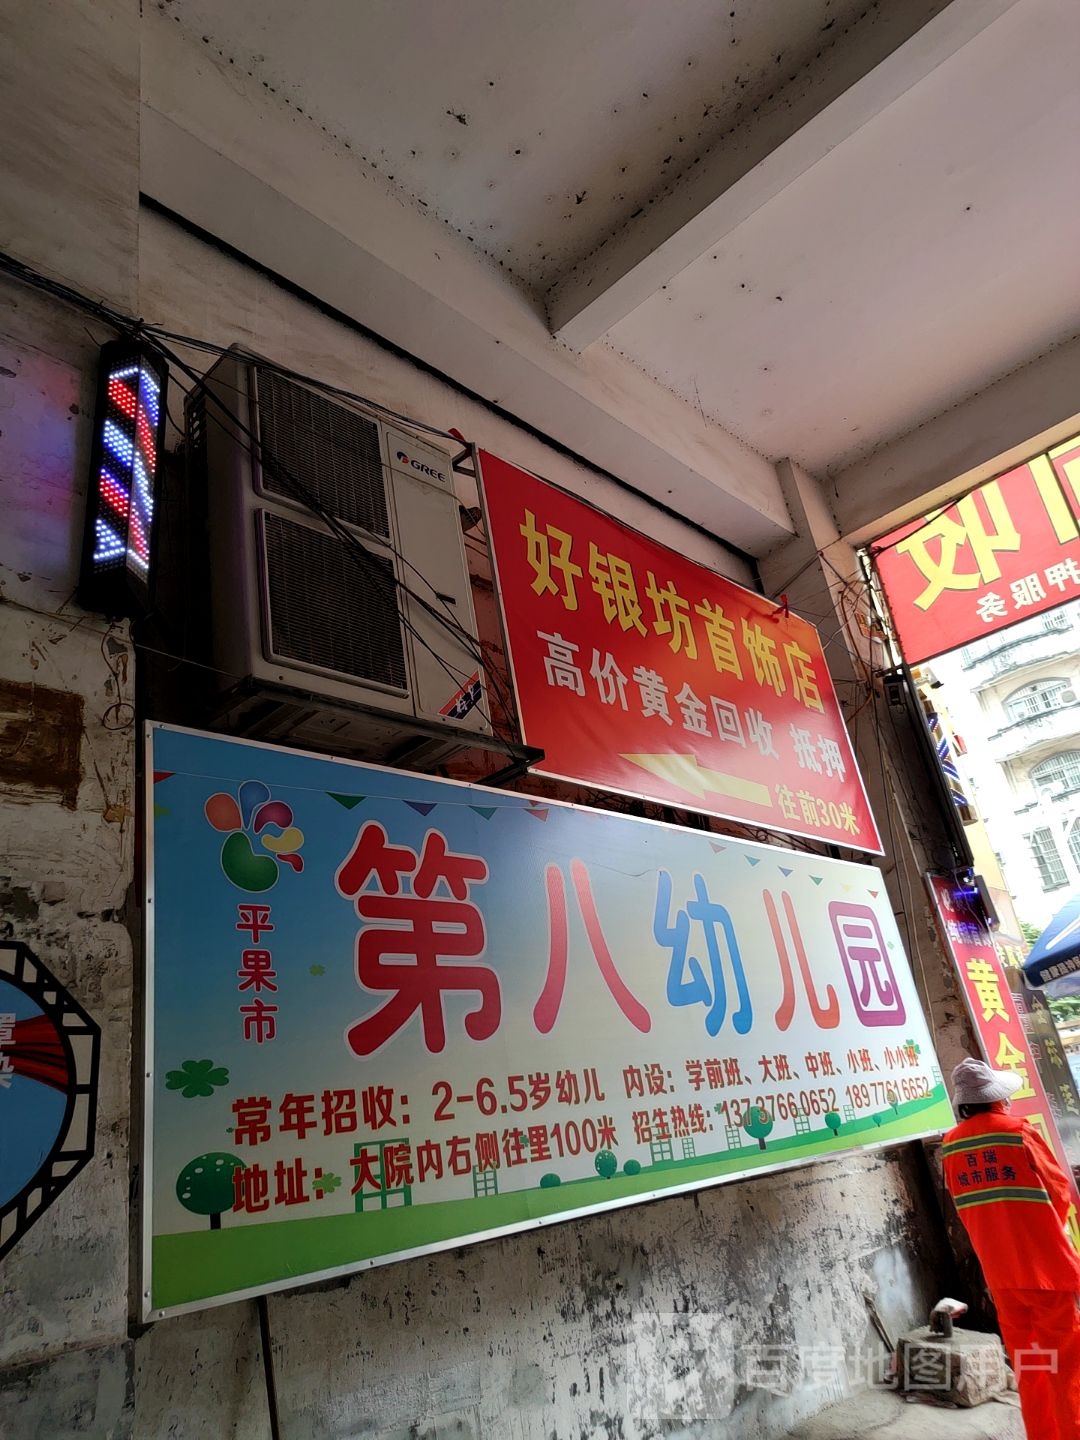 GREE
好银坊首饰店
高价黄金回收 抵押
往前30米
收
押服务
平果市
第八幼儿园
常年招收：2-6.5岁幼儿 内设：学前班、大班、中班、小班、小小班
地址：大院内右侧往里100米 招生热线：13737660652 18977616652
黄金
百瑞
城市服务
百度地图用户